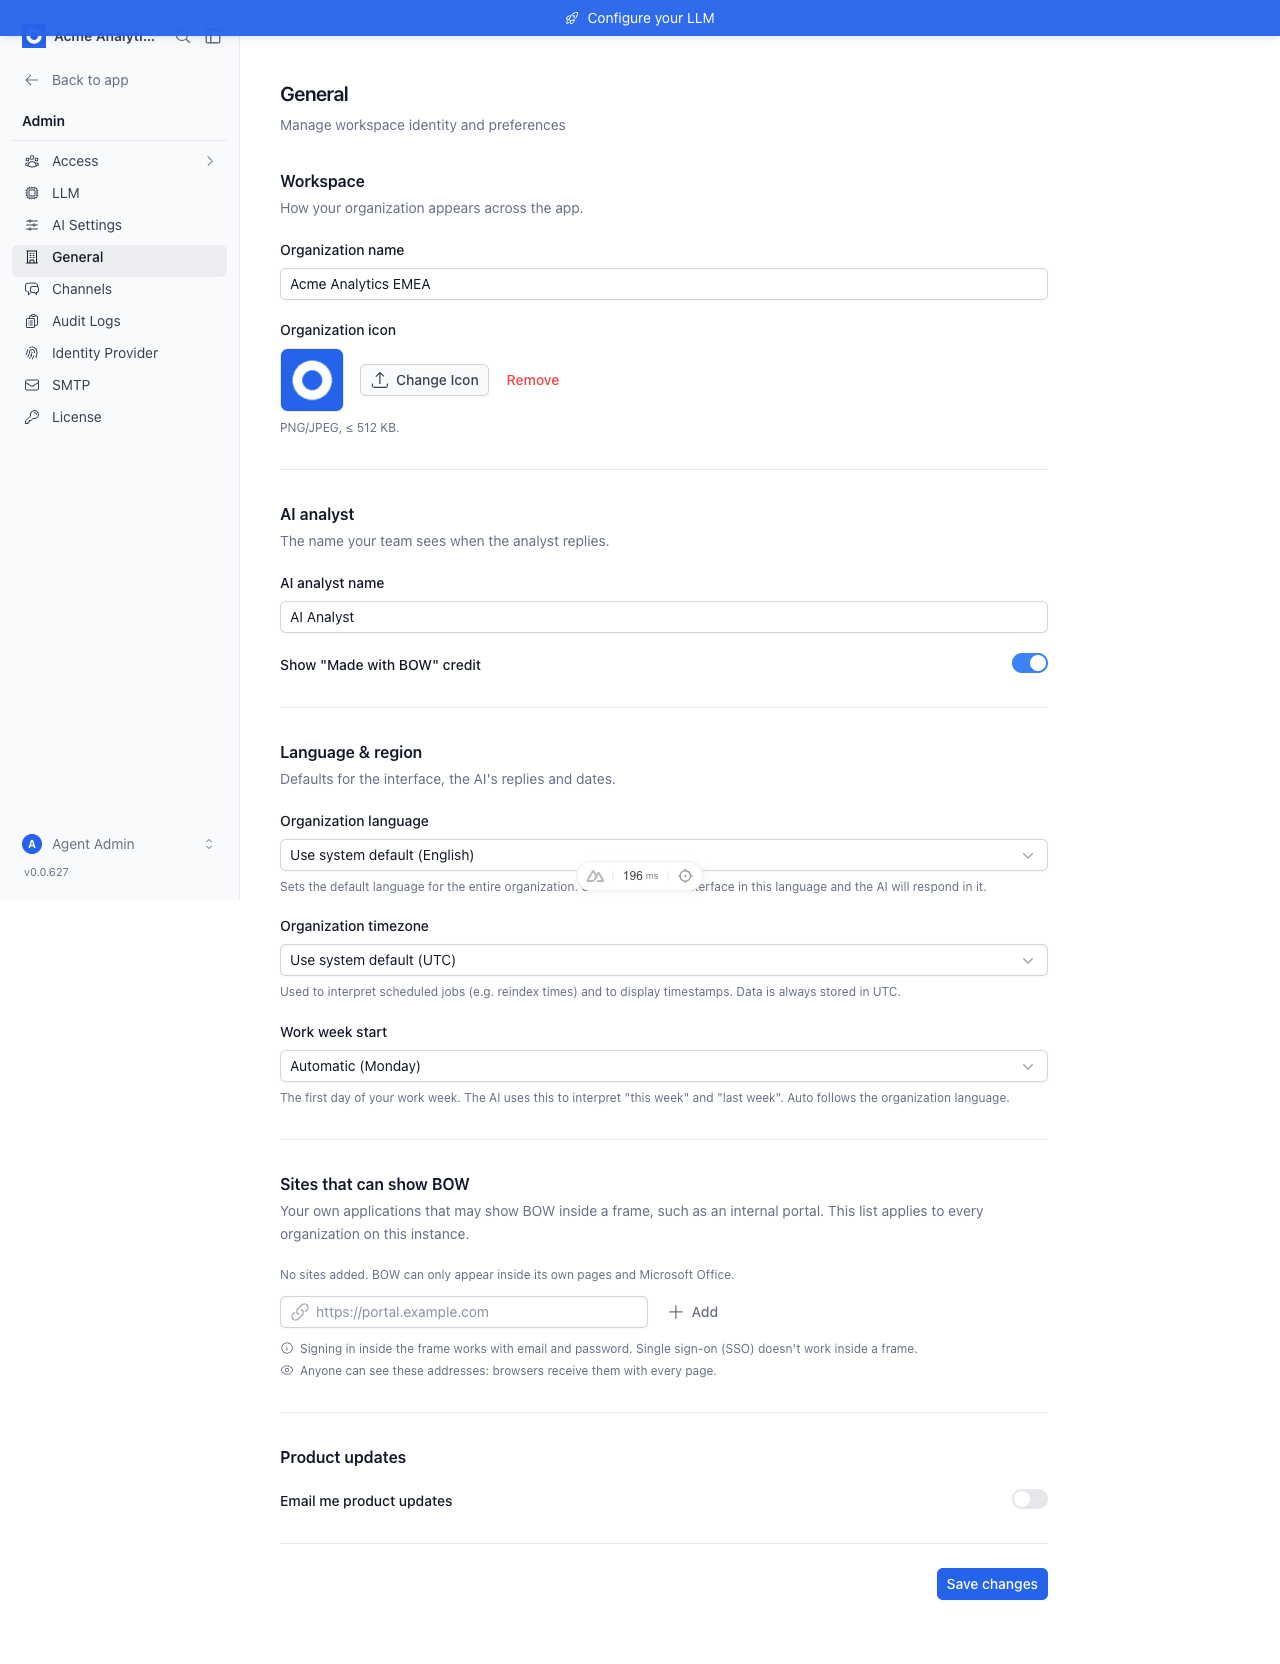 Configure your LLM
Acme Analyti...
Back to app
Admin
Access
LLM
AI Settings
General
Channels
Audit Logs
Identity Provider
SMTP
License
A Agent Admin
v0.0.627
General
Manage workspace identity and preferences
Workspace
How your organization appears across the app.
Organization name
Acme Analytics EMEA
Organization icon
Change Icon Remove
PNG/JPEG, ≤ 512 KB.
AI analyst
The name your team sees when the analyst replies.
AI analyst name
AI Analyst
Show "Made with BOW" credit
Language & region
Defaults for the interface, the AI's replies and dates.
Organization language
Use system default (English)
196 ms
Sets the default language for the entire organization. in this language and the AI will respond in it.
Organization timezone
Use system default (UTC)
Used to interpret scheduled jobs (e.g. reindex times) and to display timestamps. Data is always stored in UTC.
Work week start
Automatic (Monday)
The first day of your work week. The AI uses this to interpret "this week" and "last week". Auto follows the organization language.
Sites that can show BOW
Your own applications that may show BOW inside a frame, such as an internal portal. This list applies to every
organization on this instance.
No sites added. BOW can only appear inside its own pages and Microsoft Office.
https://portal.example.com Add
Signing in inside the frame works with email and password. Single sign-on (SSO) doesn't work inside a frame.
Anyone can see these addresses: browsers receive them with every page.
Product updates
Email me product updates
Save changes